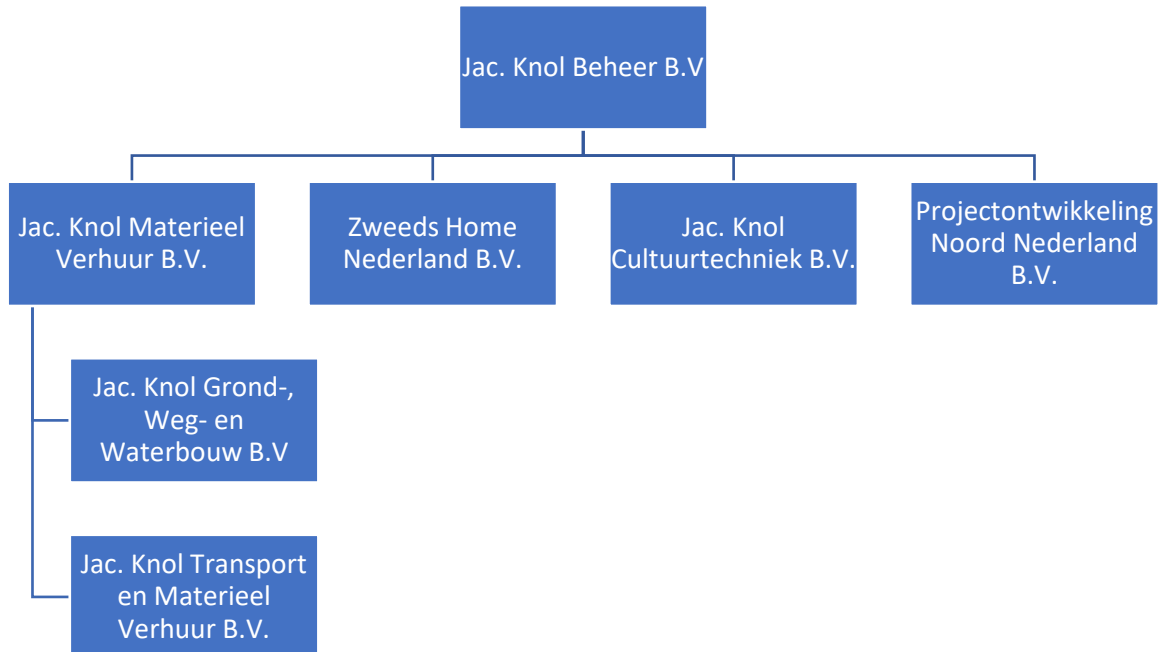 Jac. Knol Beheer B.V
Jac. Knol Materieel
Verhuur B.V.
Zweeds Home
Nederland B.V.
Jac. Knol
Cultuurtechniek B.V.
Projectontwikkeling
Noord Nederland
B.V.
Jac. Knol Grond-,
Weg- en
Waterbouw B.V
Jac. Knol Transport
en Materieel
Verhuur B.V.